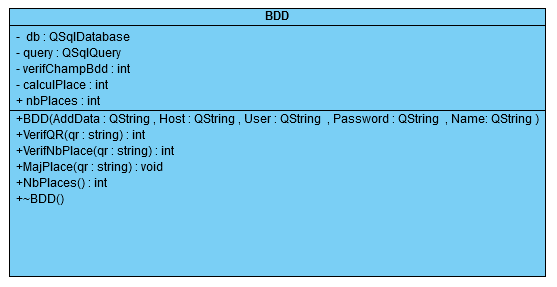 BDD
- db : QSqlDatabase
- query : QSqlQuery
- verifChampBdd : int
- calculPlace : int
+ nbPlaces : int
+BDD(AddData : QString , Host : QString , User : QString , Password : QString , Name: QString )
+VerifQR(qr : string) : int
+VerifNbPlace(qr : string) : int
+MajPlace(qr : string) : void
+NbPlaces() : int
+~BDD()